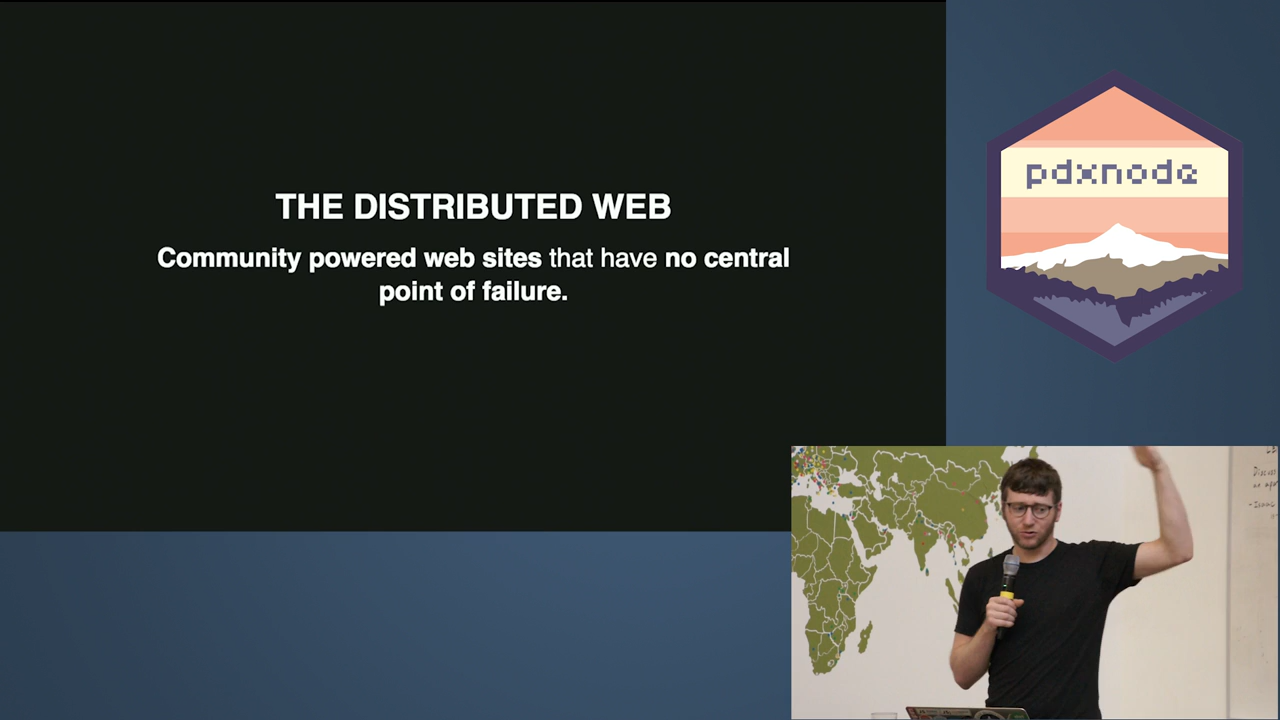 THE DISTRIBUTED WEB
Community powered web sites that have no central
point of failure.
pdxnode